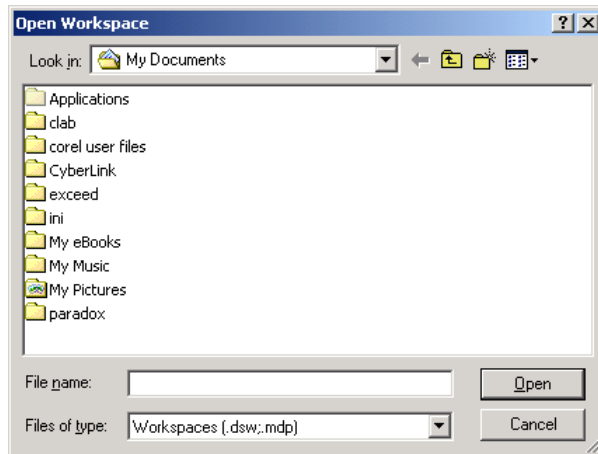 Open Workspace
Look in: My Documents
Applications
clab
corel user files
CyberLink
exceed
ini
My eBooks
My Music
My Pictures
paradox
File name: Open
Files of type: Workspaces (.dsw;.mdp) Cancel